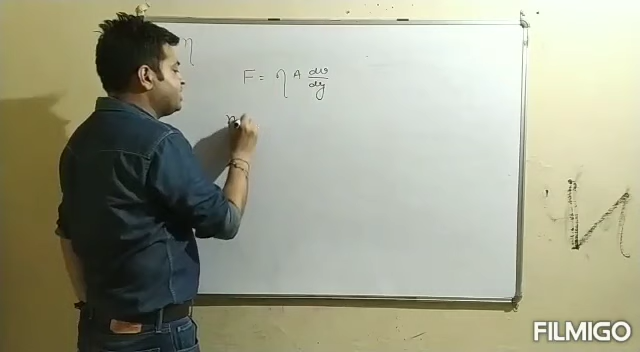 η
F = η A dv/dy
η
FILMIGO